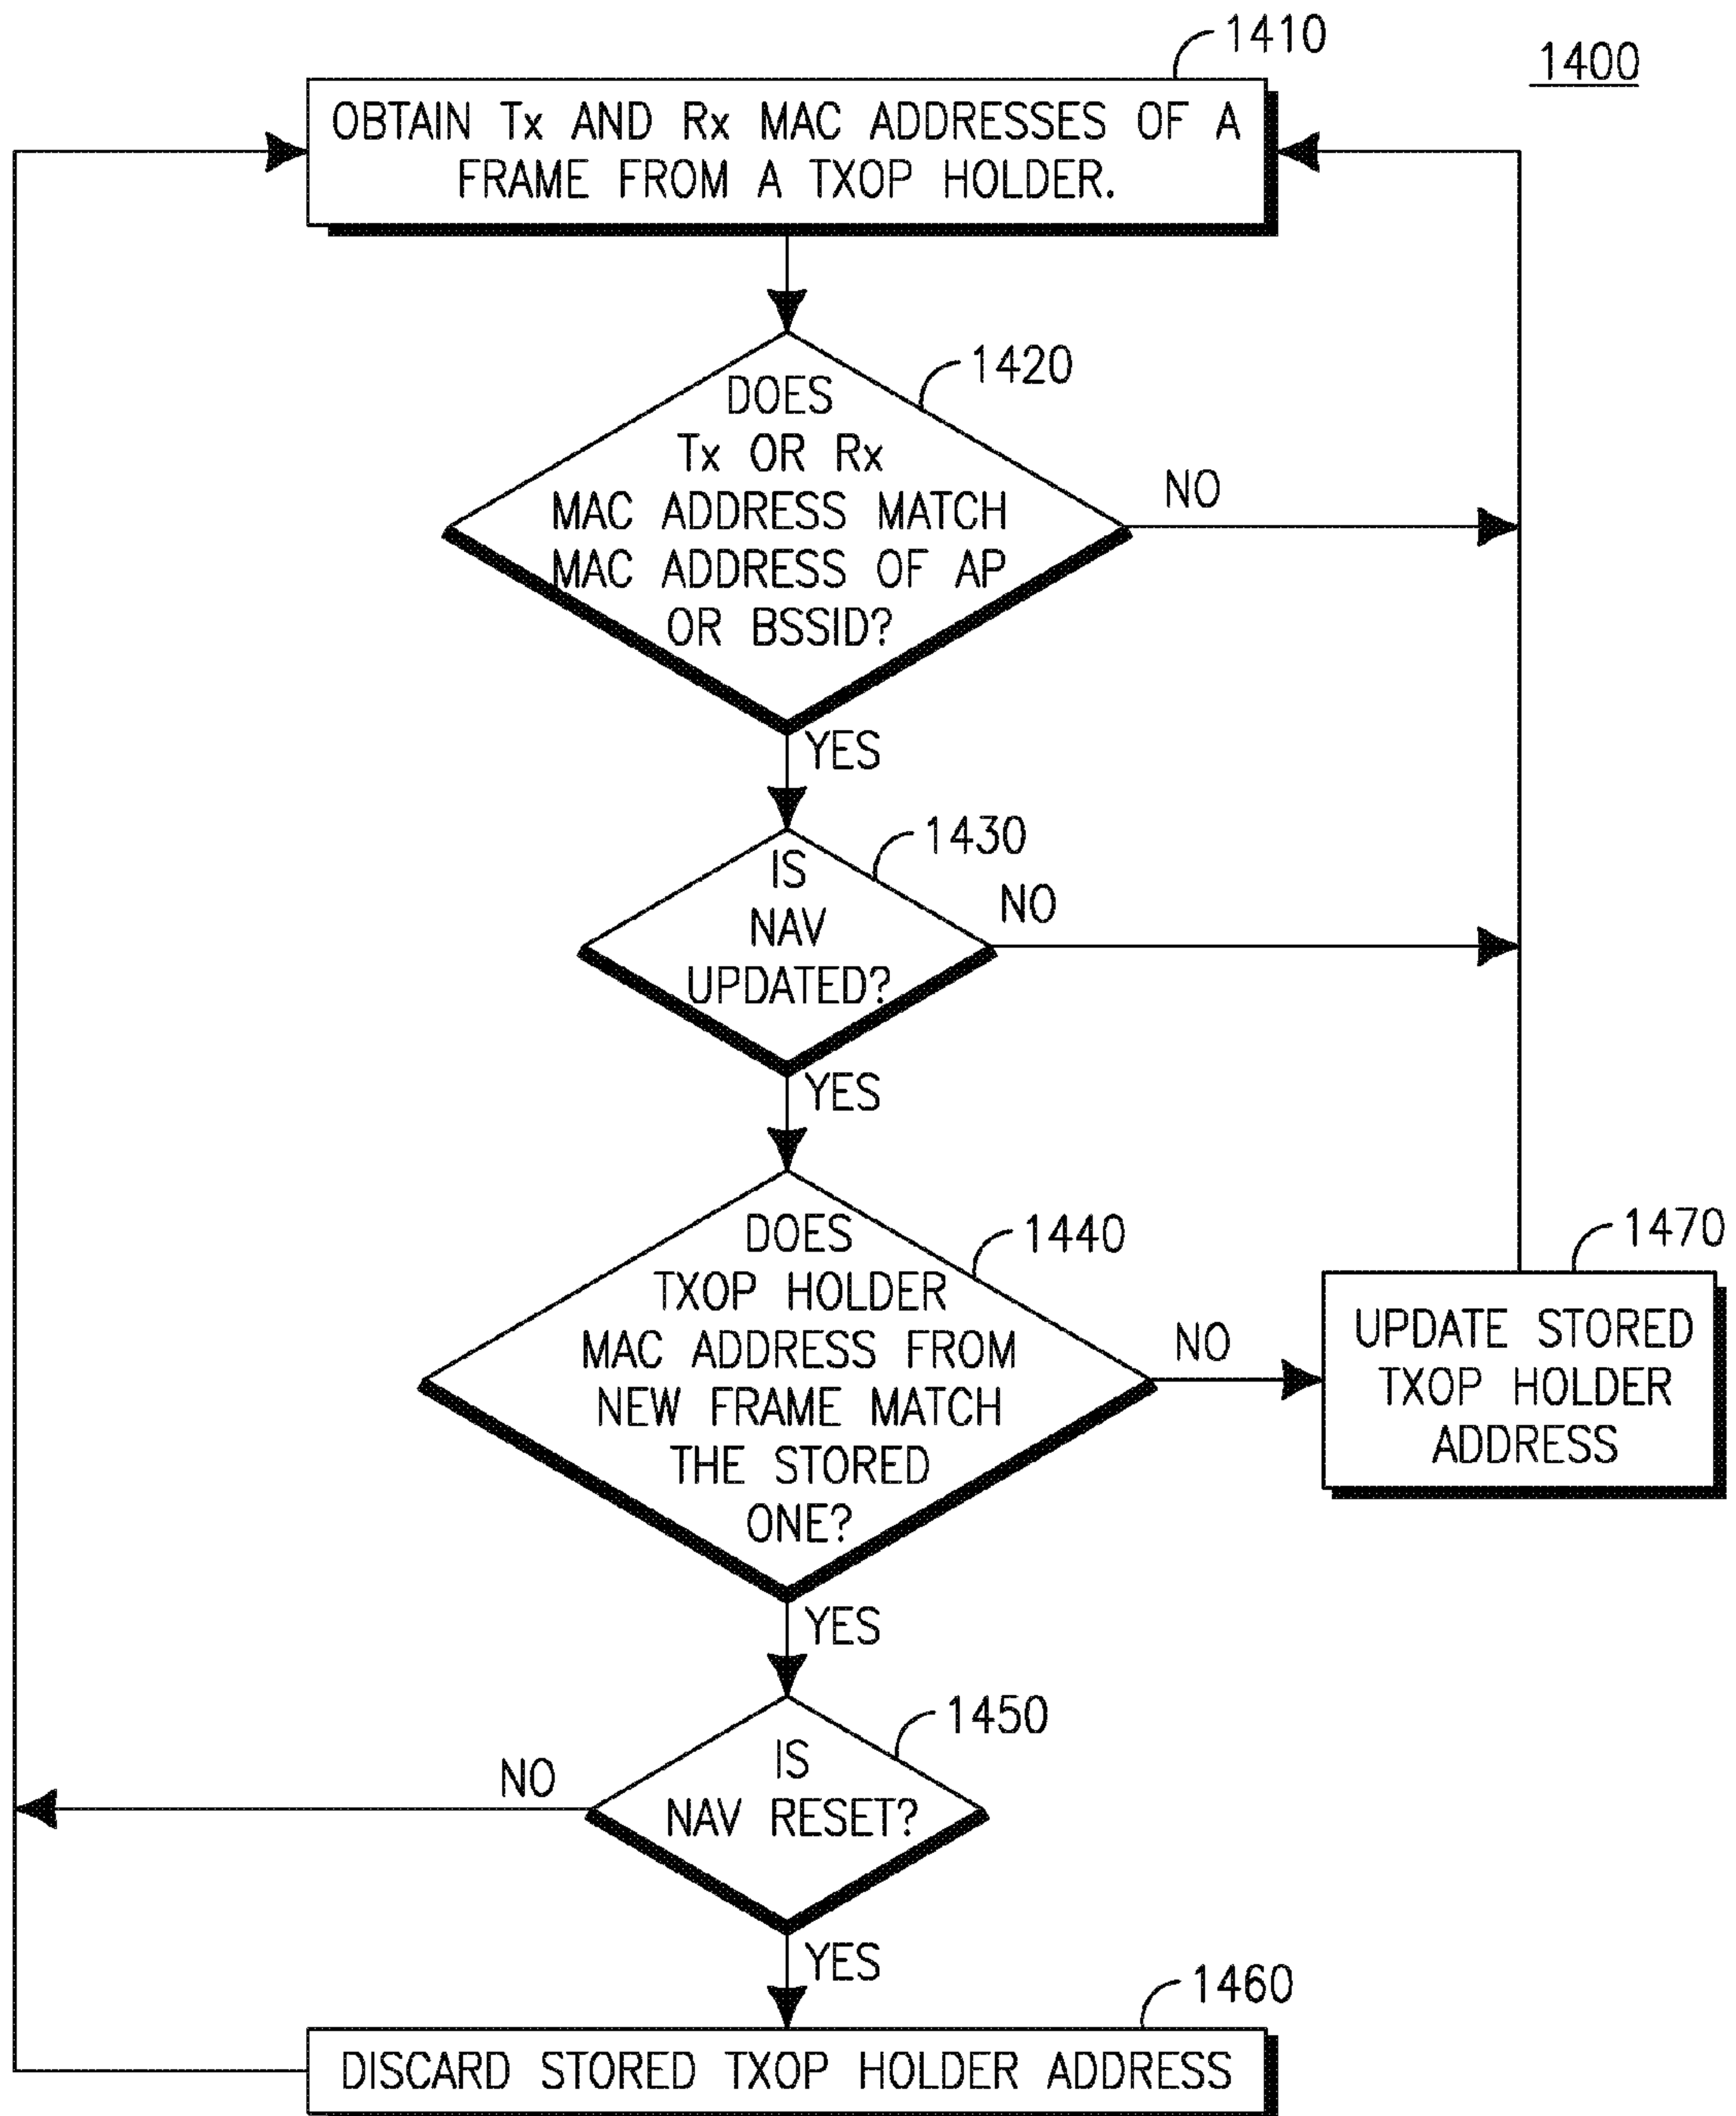 1410
1400
OBTAIN Tx AND Rx MAC ADDRESSES OF A
FRAME FROM A TXOP HOLDER.
1420
DOES
Tx OR Rx
MAC ADDRESS MATCH
MAC ADDRESS OF AP
OR BSSID?
NO
YES
1430
IS
NAV
UPDATED?
NO
YES
1440
DOES
TXOP HOLDER
MAC ADDRESS FROM
NEW FRAME MATCH
THE STORED
ONE?
NO
1470
UPDATE STORED
TXOP HOLDER
ADDRESS
YES
1450
IS
NAV RESET?
NO
YES
1460
DISCARD STORED TXOP HOLDER ADDRESS